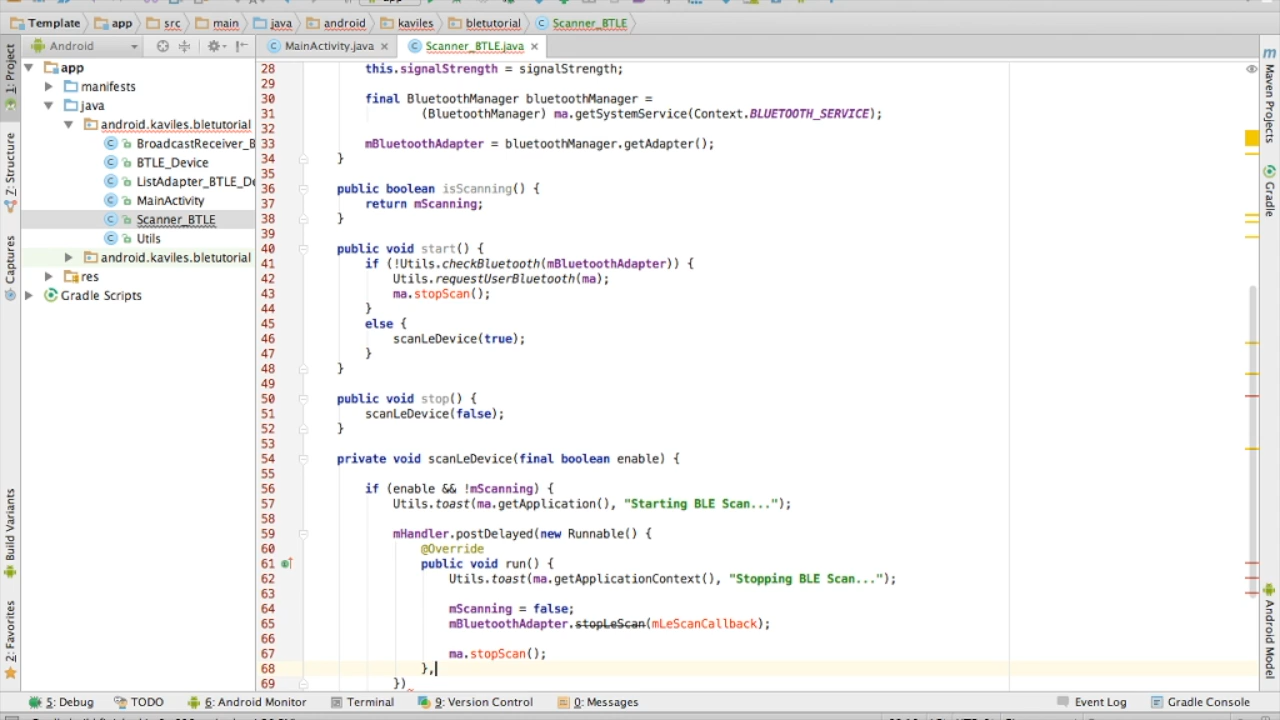 Template app src main java android kaviles bletutorial Scanner_BTLE
Android MainActivity.java Scanner_BTLE.java
1: Project
7: Structure
Captures
Build Variants
2: Favorites
app
manifests
java
android.kaviles.bletutorial
BroadcastReceiver_B
BTLE_Device
ListAdapter_BTLE_De
MainActivity
Scanner_BTLE
Utils
android.kaviles.bletutorial
res
Gradle Scripts
28 this.signalStrength = signalStrength;
29
30 final BluetoothManager bluetoothManager =
31 (BluetoothManager) ma.getSystemService(Context.BLUETOOTH_SERVICE);
32
33 mBluetoothAdapter = bluetoothManager.getAdapter();
34 }
35
36 public boolean isScanning() {
37 return mScanning;
38 }
39
40 public void start() {
41 if (!Utils.checkBluetooth(mBluetoothAdapter)) {
42 Utils.requestUserBluetooth(ma);
43 ma.stopScan();
44 }
45 else {
46 scanLeDevice(true);
47 }
48 }
49
50 public void stop() {
51 scanLeDevice(false);
52 }
53
54 private void scanLeDevice(final boolean enable) {
55
56 if (enable && !mScanning) {
57 Utils.toast(ma.getApplication(), "Starting BLE Scan...");
58
59 mHandler.postDelayed(new Runnable() {
60 @Override
61 public void run() {
62 Utils.toast(ma.getApplicationContext(), "Stopping BLE Scan...");
63
64 mScanning = false;
65 mBluetoothAdapter.stopLeScan(mLeScanCallback);
66
67 ma.stopScan();
68 },
69 })
Maven Projects
Gradle
Android Model
5: Debug TODO 6: Android Monitor Terminal 9: Version Control 0: Messages Event Log Gradle Console